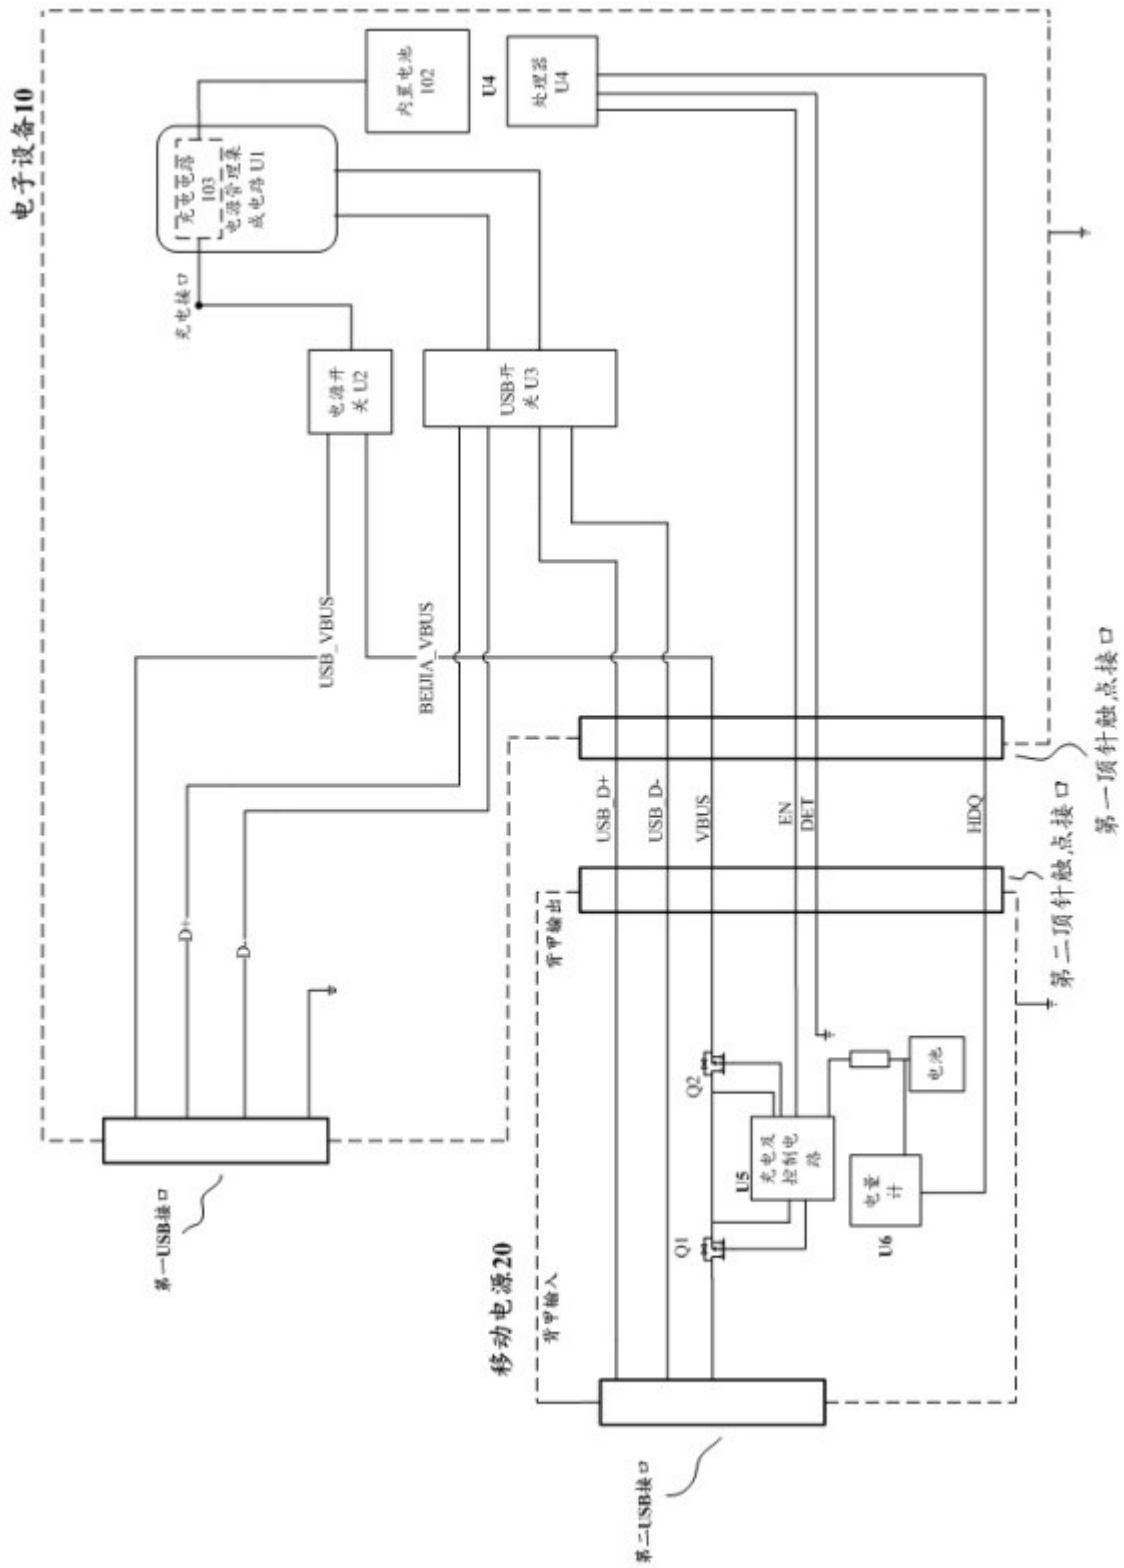 电子设备10
内置电池
102
U4
处理器
U4
充电电路
103
电源管理集
成电路 U1
充电接口
电源开
关 U2
USB开
关 U3
USB_VBUS
BEIJIA_VBUS
D+
D-
第一USB接口
第一顶针触点接口
USB_D+
USB_D-
VBUS
EN
DET
HDQ
第二顶针触点接口
移动电源20
背甲输出
背甲输入
Q2
Q1
U5
充电及
控制电
路
电池
电量
计
U6
第二USB接口